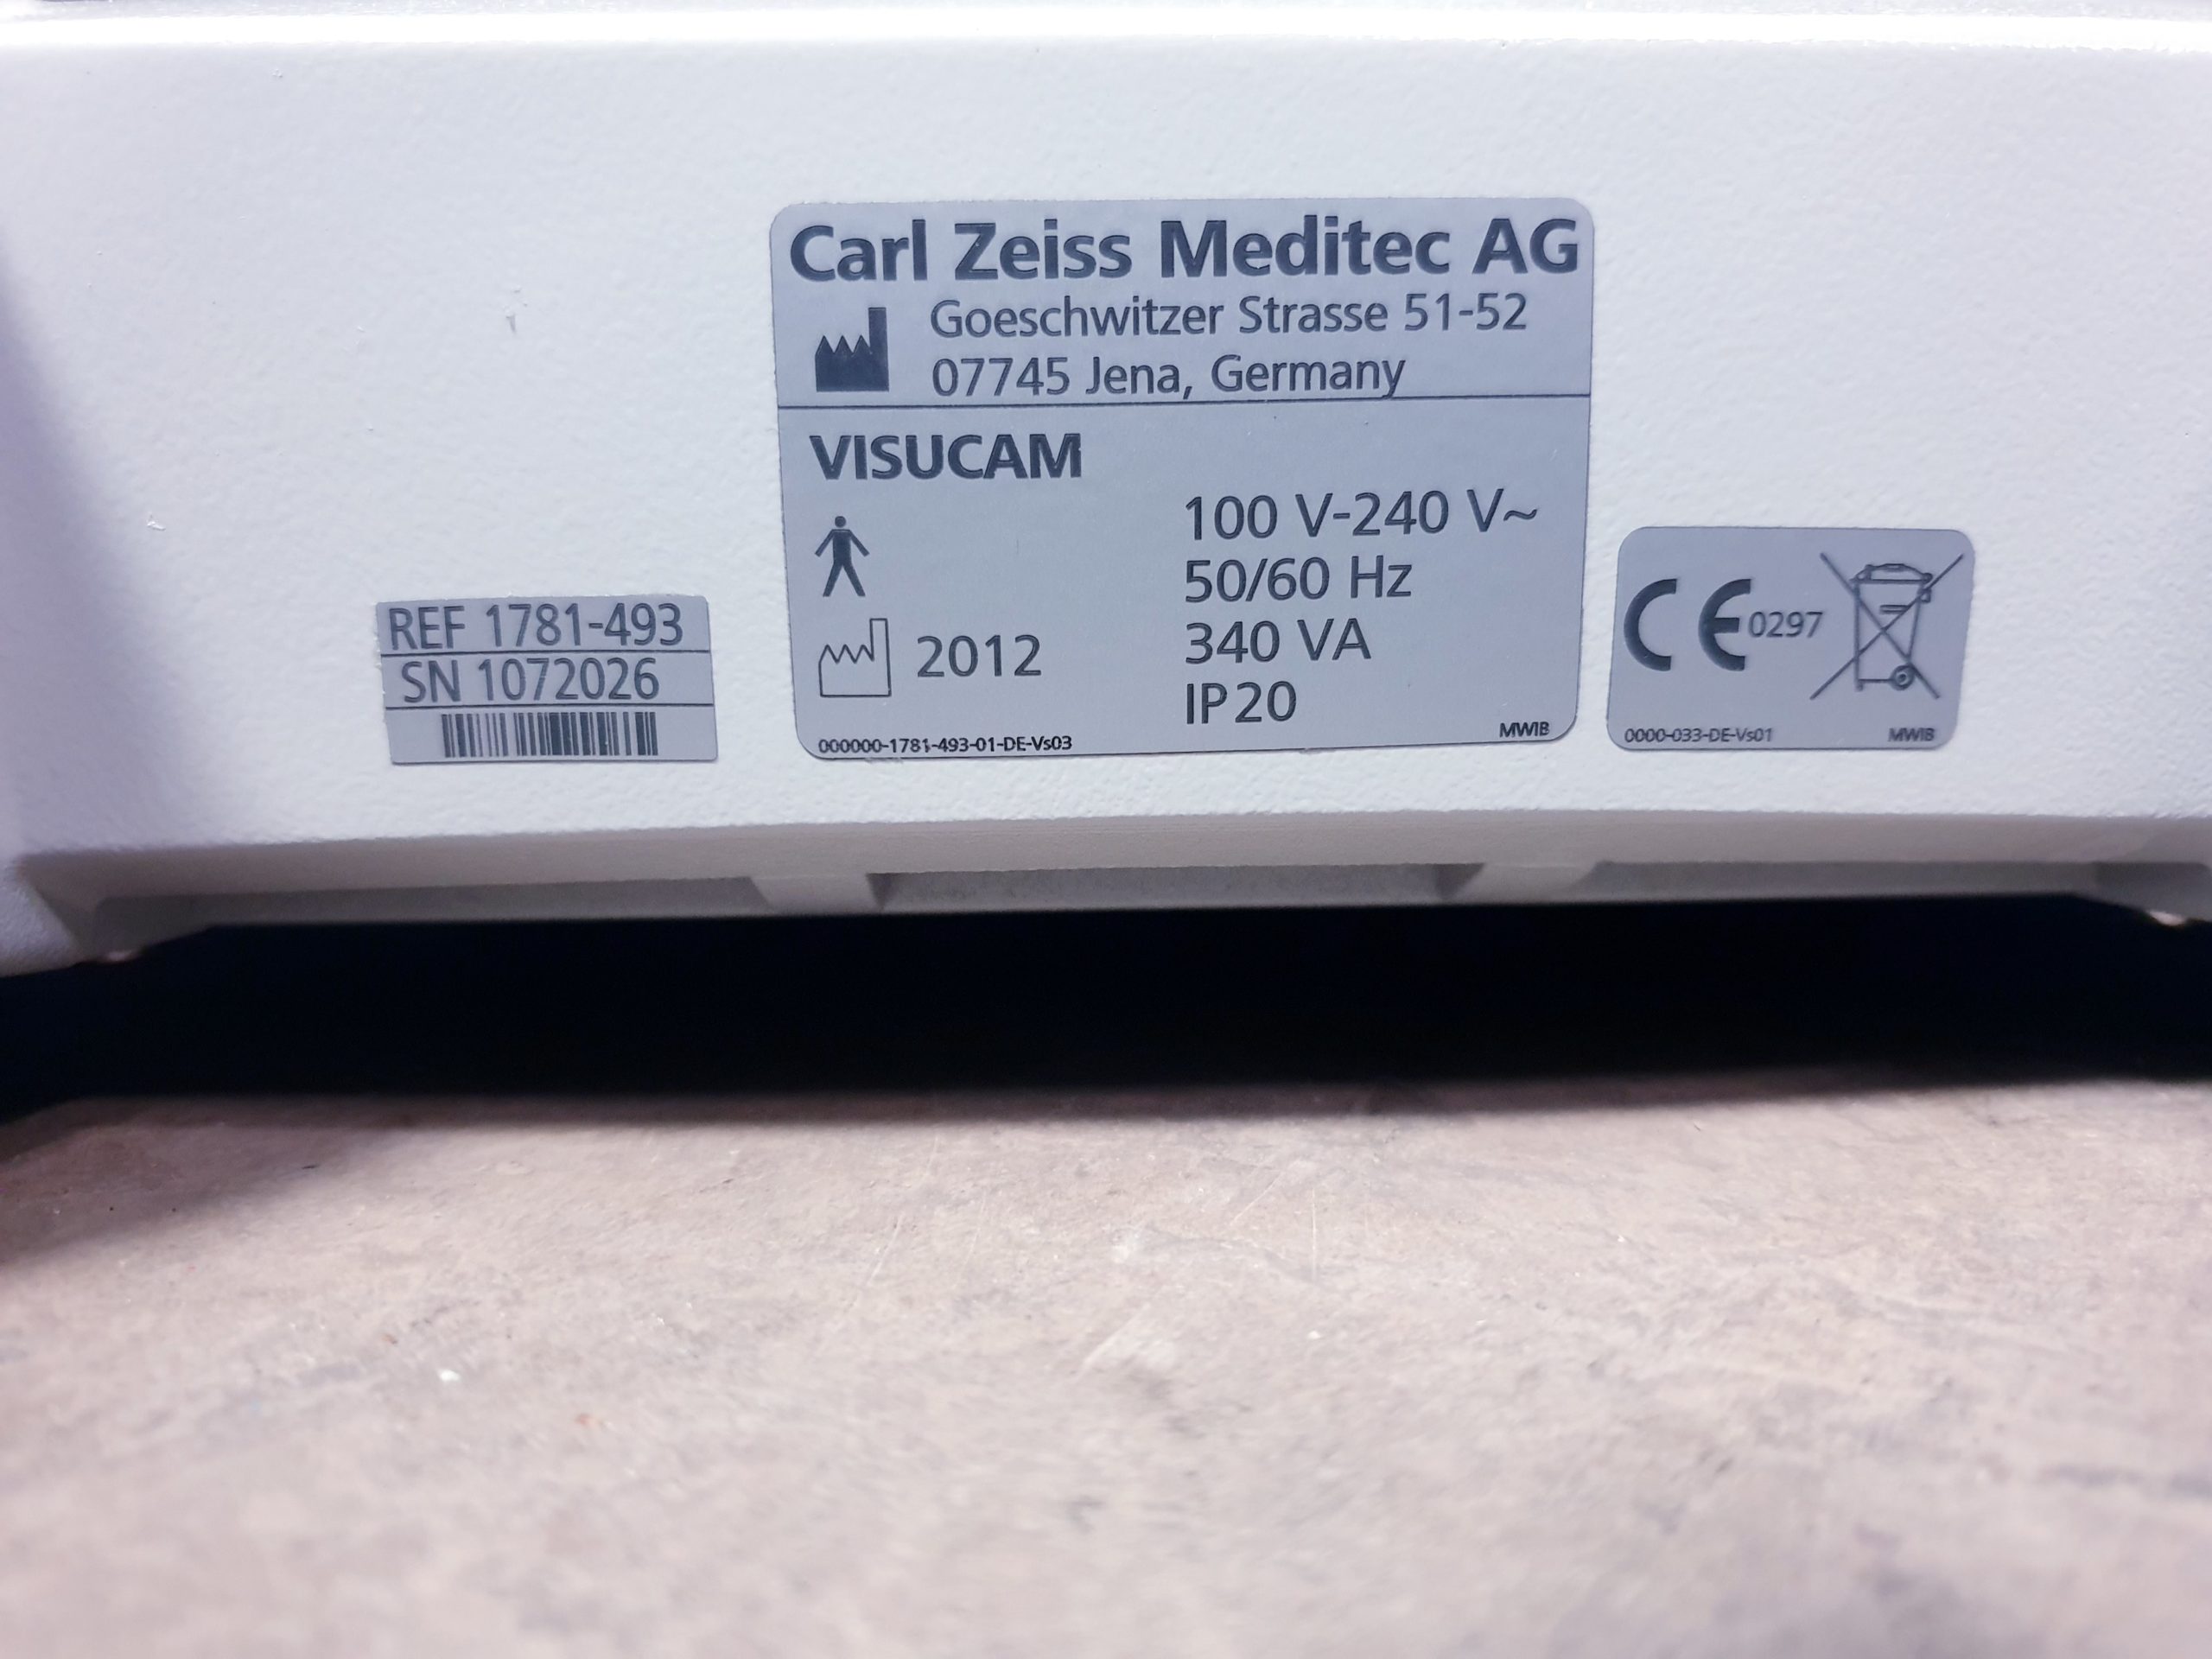 Carl Zeiss Meditec AG
Goeschwitzer Strasse 51-52
07745 Jena, Germany
VISUCAM
100 V-240 V~
50/60 Hz
340 VA
IP20
2012
000000-1781-493-01-DE-Vs03
MWIB
REF 1781-493
SN 1072026
CE 0297
0000-033-DE-Vs01
MWIB